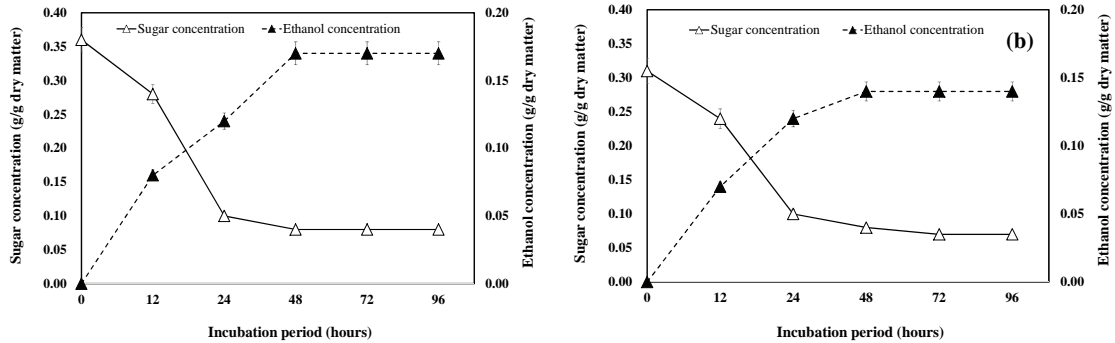 Sugar concentration (g/g dry matter)
0.40
0.35
0.30
0.25
0.20
0.15
0.10
0.05
0.00
Sugar concentration
Ethanol concentration
0.20
0.15
0.10
0.05
0.00
Ethanol concentration (g/g dry matter)
0 12 24 48 72 96
Incubation period (hours)
Sugar concentration (g/g dry matter)
0.40
0.35
0.30
0.25
0.20
0.15
0.10
0.05
0.00
Sugar concentration
Ethanol concentration
(b)
0.20
0.15
0.10
0.05
0.00
Ethanol concentration (g/g dry matter)
0 12 24 48 72 96
Incubation period (hours)